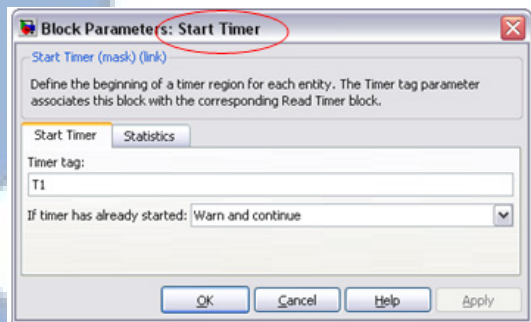 Block Parameters: Start Timer
Start Timer (mask) (link)
Define the beginning of a timer region for each entity. The Timer tag parameter
associates this block with the corresponding Read Timer block.
Start Timer Statistics
Timer tag:
T1
If timer has already started: Warn and continue
OK Cancel Help Apply